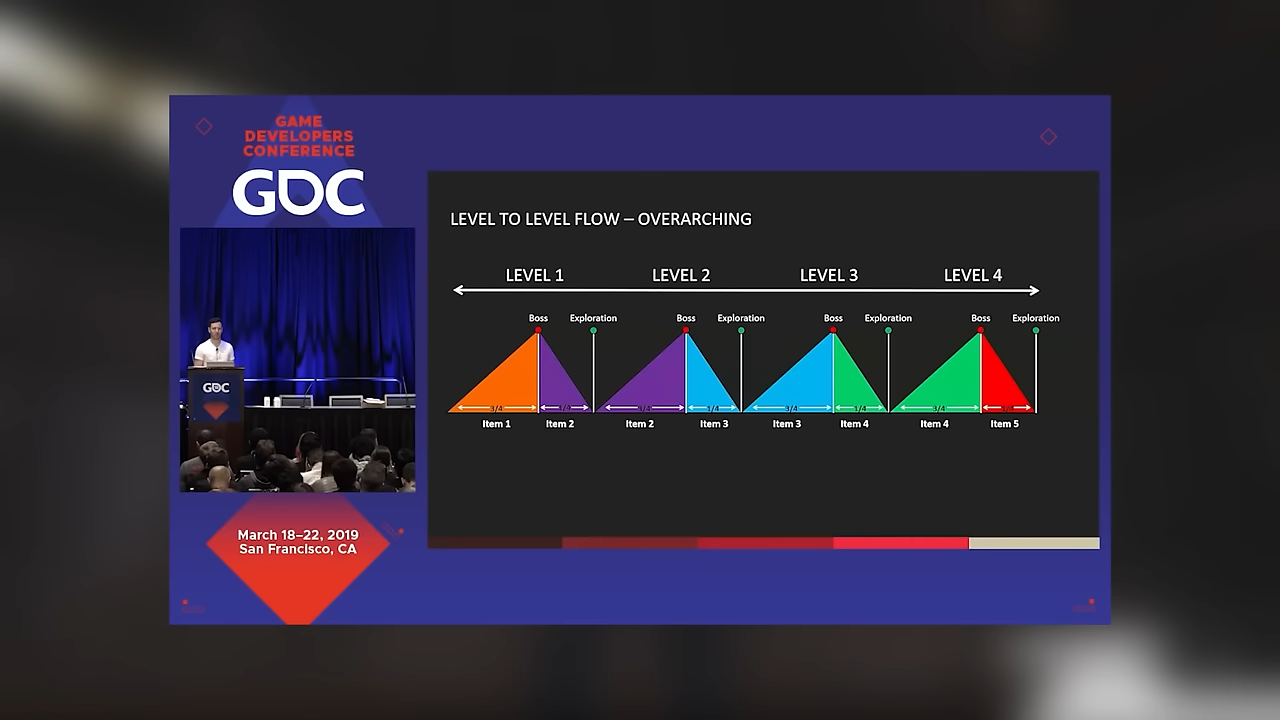 GAME
DEVELOPERS
CONFERENCE
GDC
GDC
March 18–22, 2019
San Francisco, CA
LEVEL TO LEVEL FLOW – OVERARCHING
LEVEL 1 LEVEL 2 LEVEL 3 LEVEL 4
Boss Exploration Boss Exploration Boss Exploration Boss Exploration
3/4 3/4 1/4 3/4 1/4 3/4
Item 1 Item 2 Item 2 Item 3 Item 3 Item 4 Item 4 Item 5